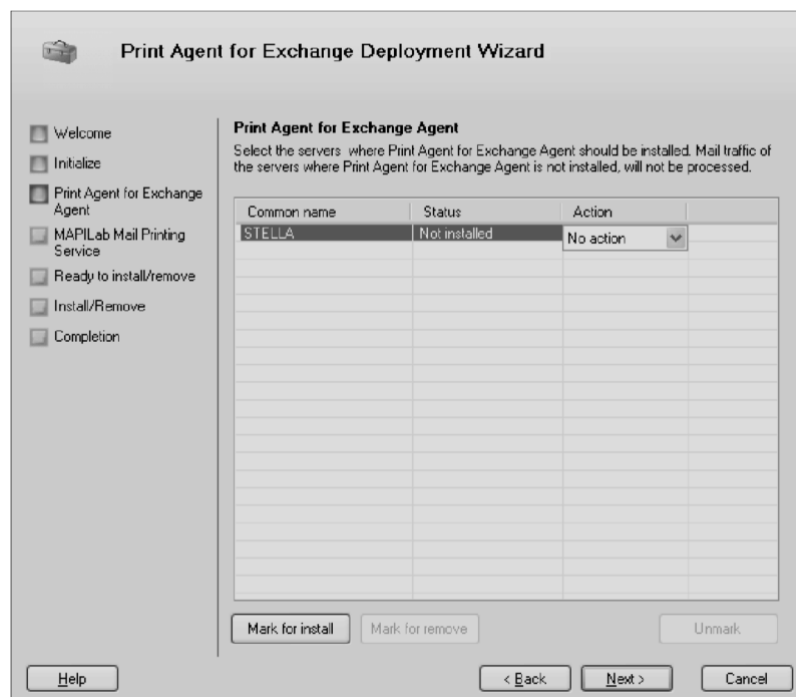 Print Agent for Exchange Deployment Wizard
Welcome
Initialize
Print Agent for Exchange
Agent
MAPILab Mail Printing
Service
Ready to install/remove
Install/Remove
Completion
Print Agent for Exchange Agent
Select the servers where Print Agent for Exchange Agent should be installed. Mail traffic of
the servers where Print Agent for Exchange Agent is not installed, will not be processed.
Common name Status Action
STELLA Not installed No action
Mark for install Mark for remove Unmark
Help < Back Next > Cancel